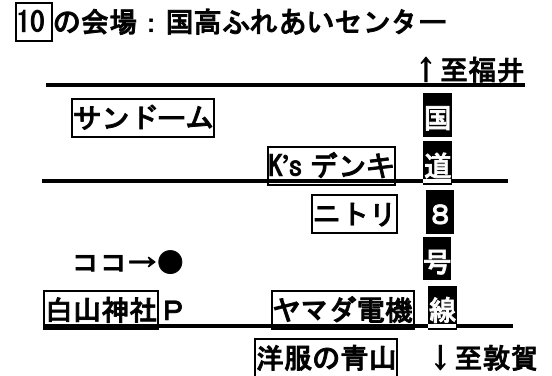 10の会場：国高ふれあいセンター
↑至福井
サンドーム
国道8号線
K's デンキ
ニトリ
ココ→●
白山神社 P
ヤマダ電機
洋服の青山
↓至敦賀